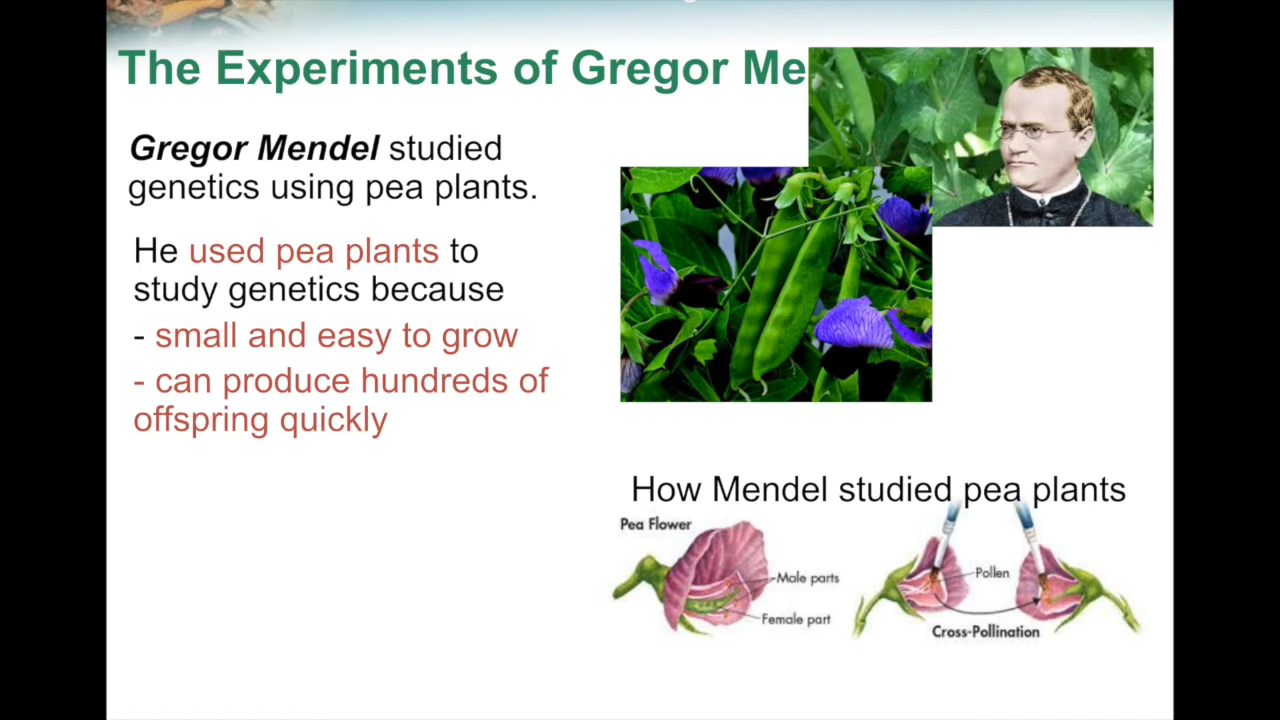 The Experiments of Gregor Me
Gregor Mendel studied
genetics using pea plants.
He used pea plants to
study genetics because
- small and easy to grow
- can produce hundreds of
offspring quickly
How Mendel studied pea plants
Pea Flower
Male parts
Female part
Pollen
Cross-Pollination